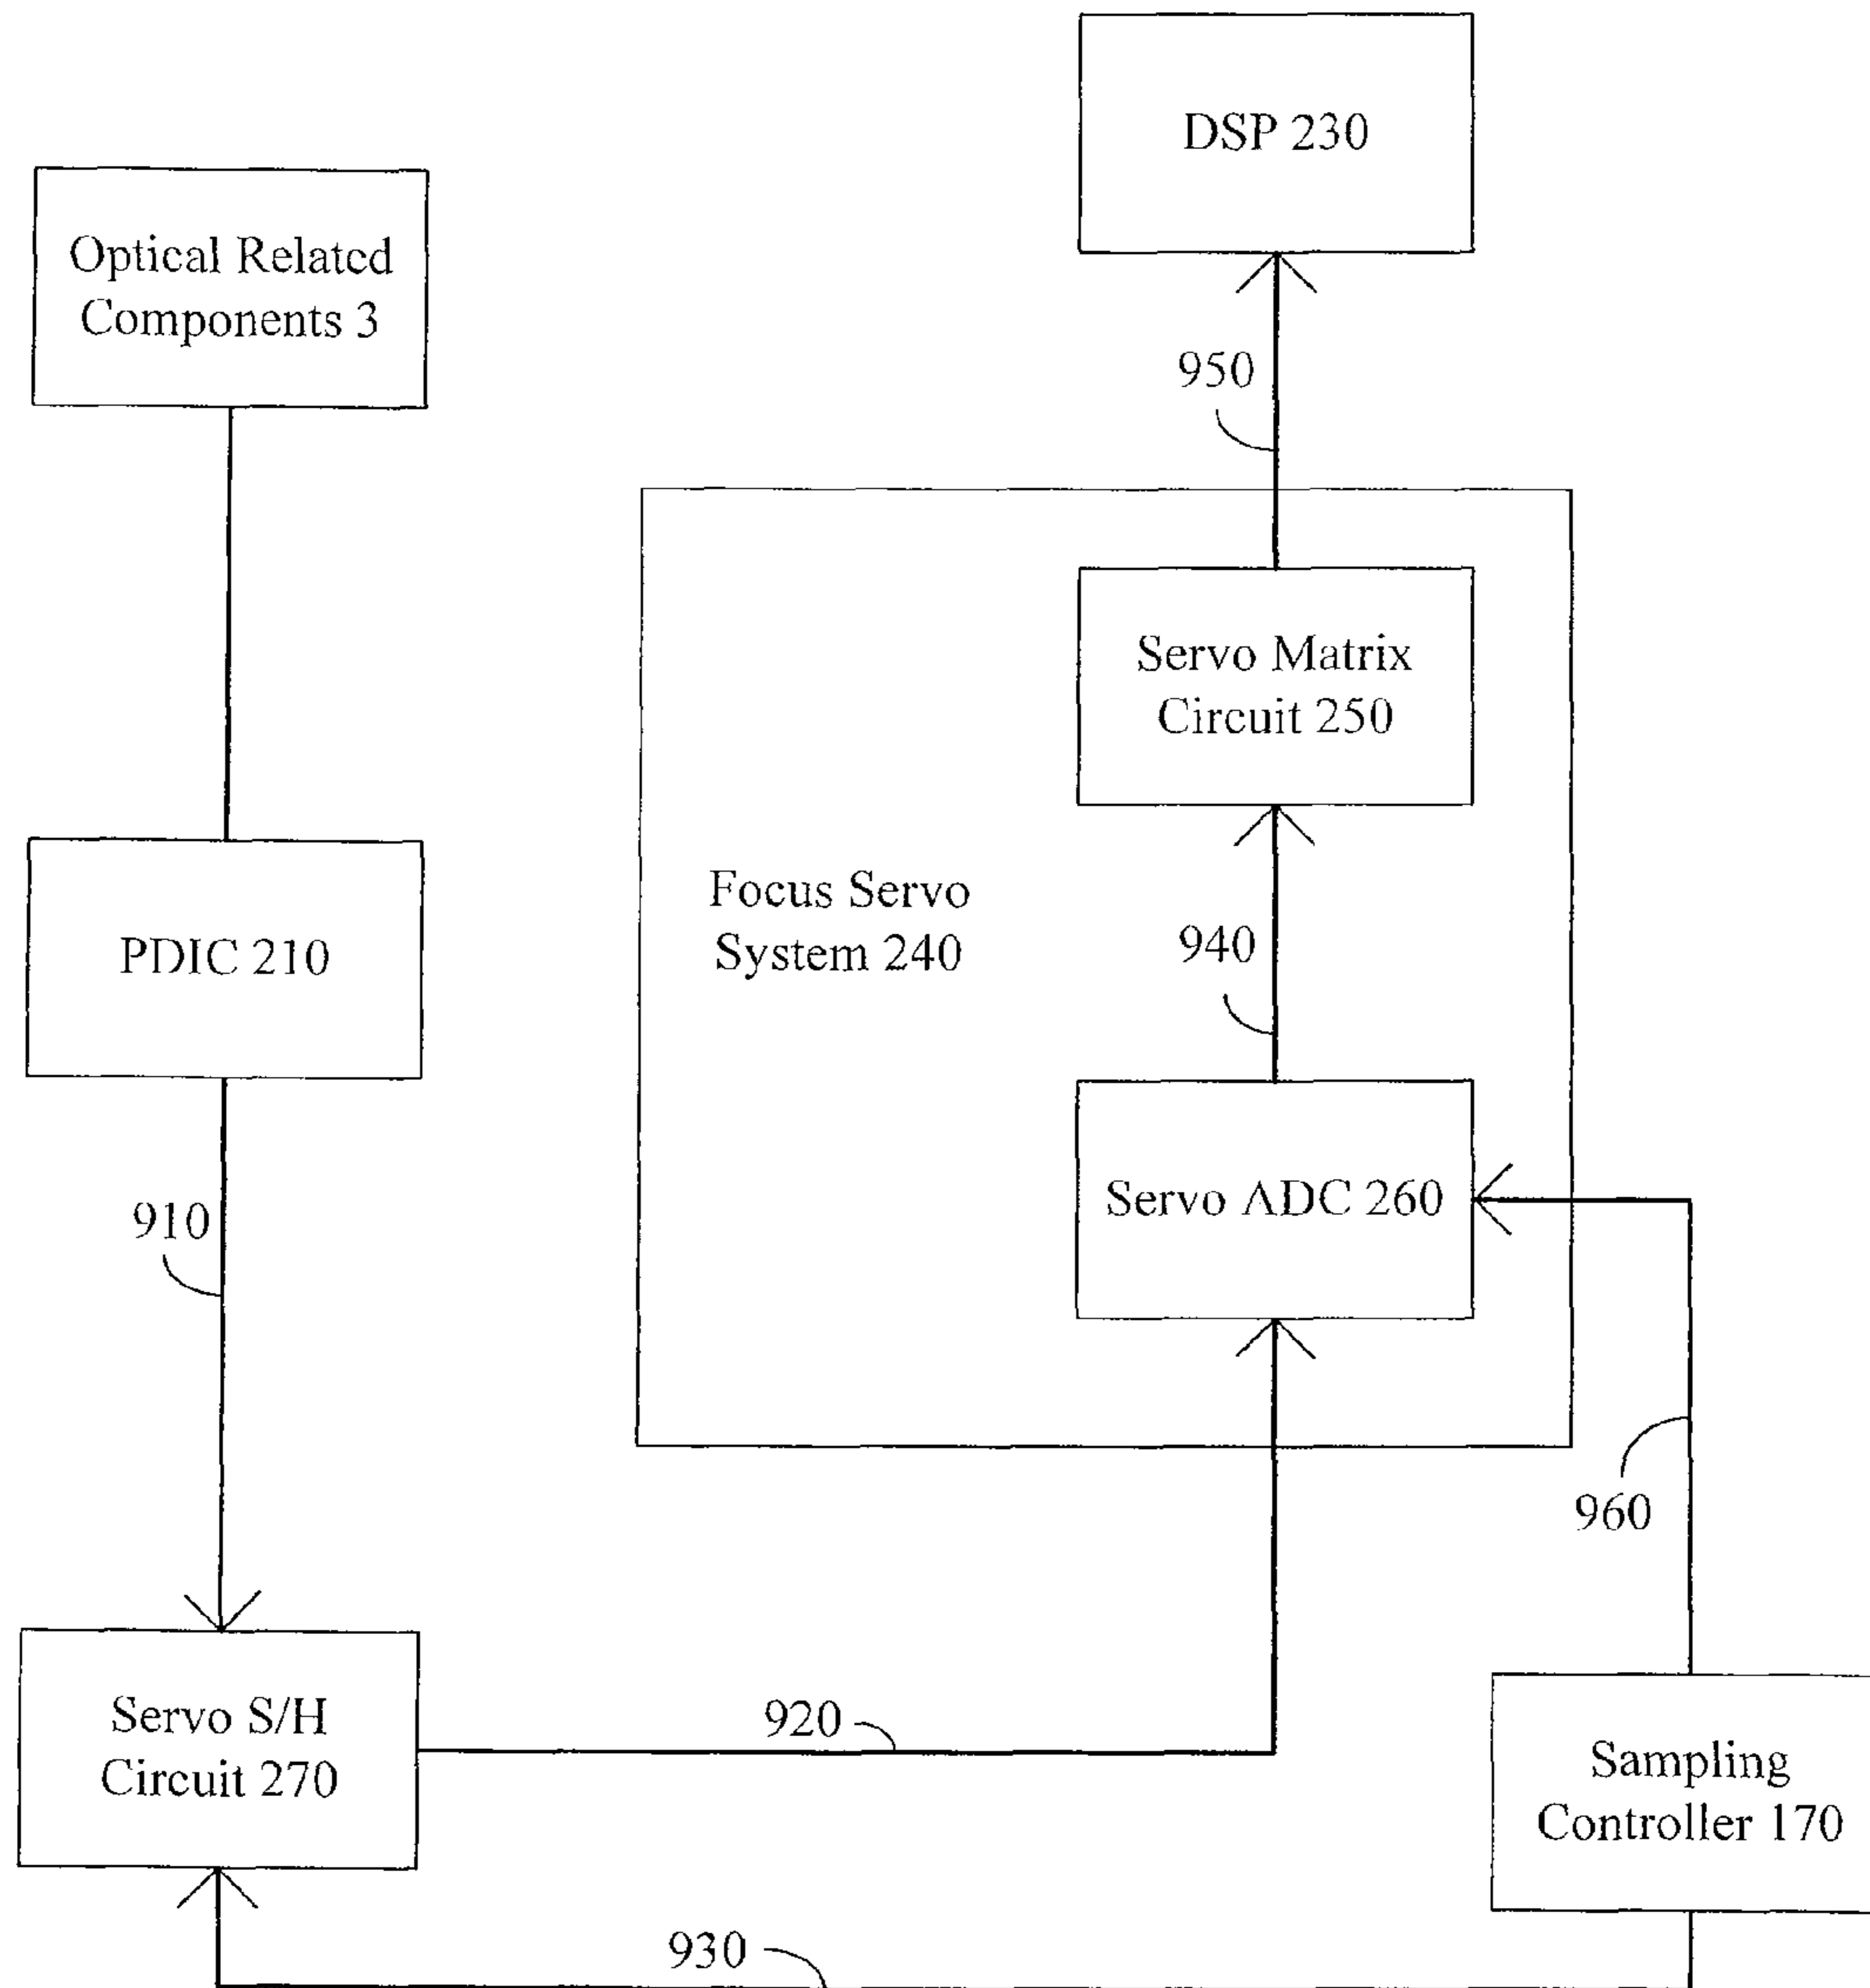 DSP 230
Optical Related
Components 3
950
Servo Matrix
Circuit 250
Focus Servo
System 240
940
PDIC 210
Servo ADC 260
910
960
Servo S/H
Circuit 270
920
Sampling
Controller 170
930